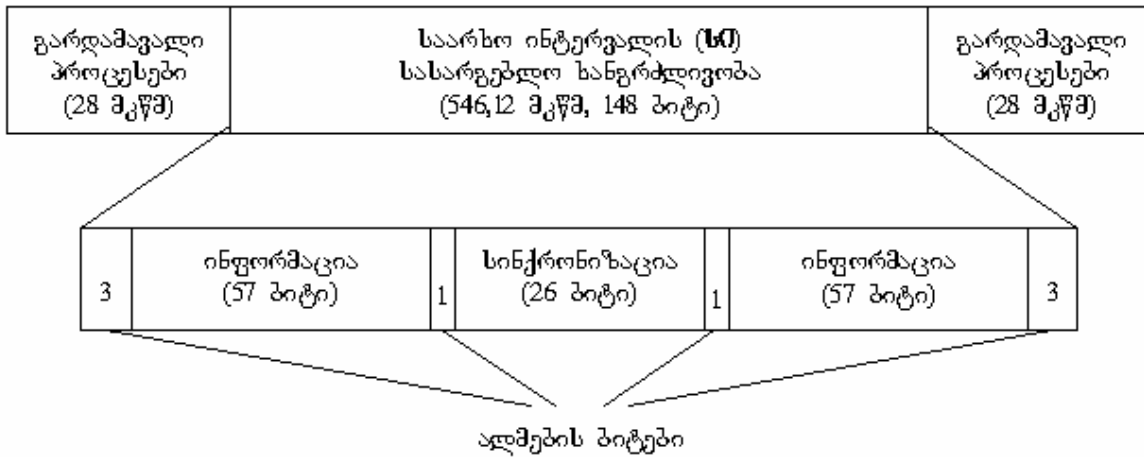 გარდამავალი
პროცესები
(28 მკწმ)
საარხო ინტერვალის (სი)
სასარგებლო ხანგრძლივობა
(546,12 მკწმ, 148 ბიტი)
გარდამავალი
პროცესები
(28 მკწმ)
3
ინფორმაცია
(57 ბიტი)
1
სინქრონიზაცია
(26 ბიტი)
1
ინფორმაცია
(57 ბიტი)
3
ალმების ბიტები